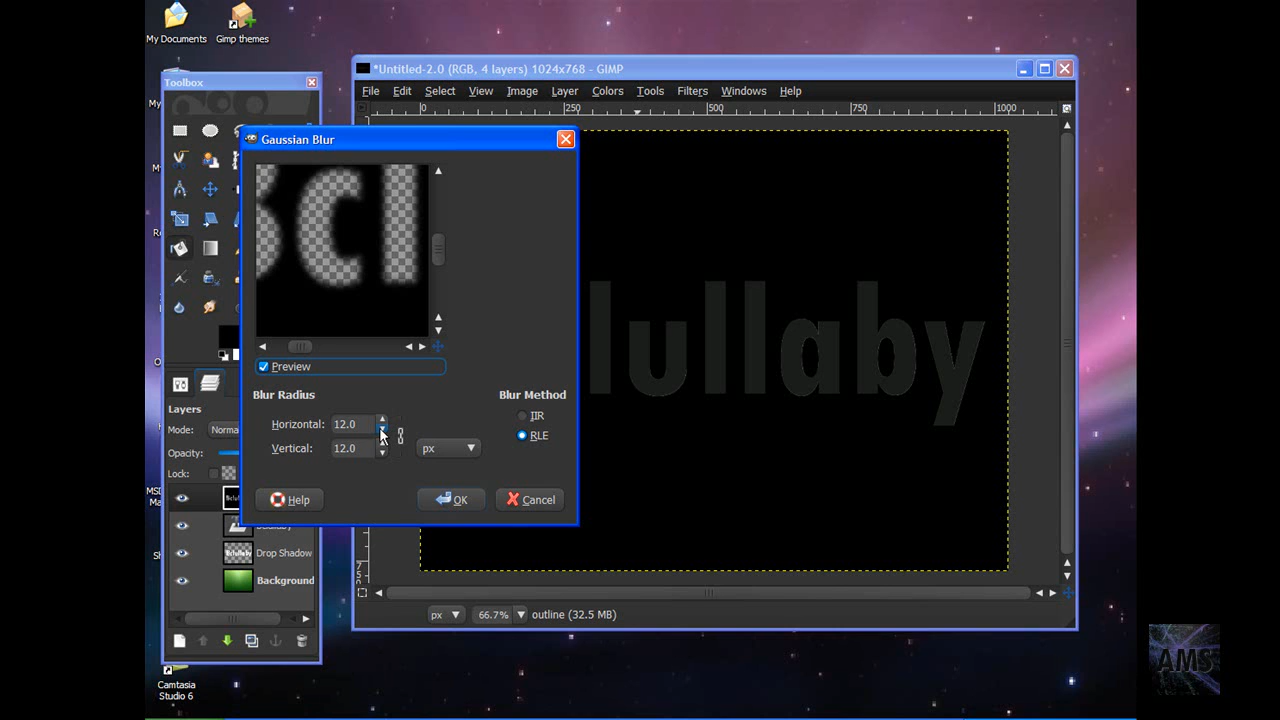 My Documents
Gimp themes
Toolbox
*Untitled-2.0 (RGB, 4 layers) 1024x768 - GIMP
File Edit Select View Image Layer Colors Tools Filters Windows Help
0 250 500 750 1000
Gaussian Blur
Bcl
lullaby
Preview
Blur Radius
Blur Method
Horizontal: 12.0
IIR
RLE
Vertical: 12.0
px
Help
OK
Cancel
Layers
Mode: Norma
Opacity:
Lock:
Drop Shadow
Background
px
66.7%
outline (32.5 MB)
Camtasia
Studio 6
AMS